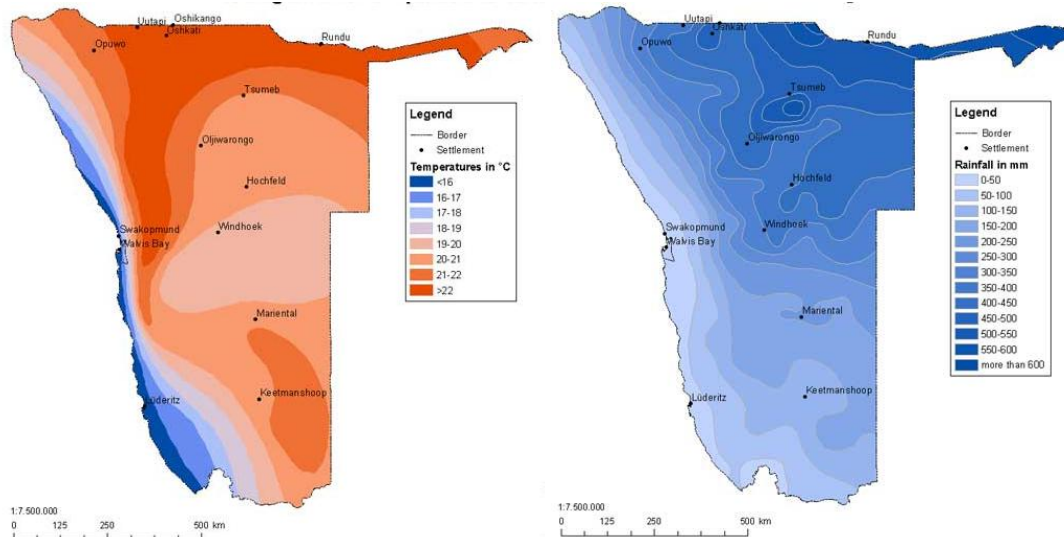 Uutapi
Oshikango
Oshkati
Opuwo
Rundu
Tsumeb
Oljiwarongo
Hochfeld
Windhoek
Swakopmund
Walvis Bay
Mariental
Keetmanshoop
Lüderitz
Legend
Border
Settlement
Temperatures in °C
<16
16-17
17-18
18-19
19-20
20-21
21-22
>22
1:7.500.000
0 125 250 500 km
Uutapi
Oshkati
Opuwo
Rundu
Tsumeb
Oljiwarongo
Hochfeld
Windhoek
Swakopmund
Walvis Bay
Mariental
Keetmanshoop
Lüderitz
Legend
Border
Settlement
Rainfall in mm
0-50
50-100
100-150
150-200
200-250
250-300
300-350
350-400
400-450
450-500
500-550
550-600
more than 600
1:7.500.000
0 125 250 500 km